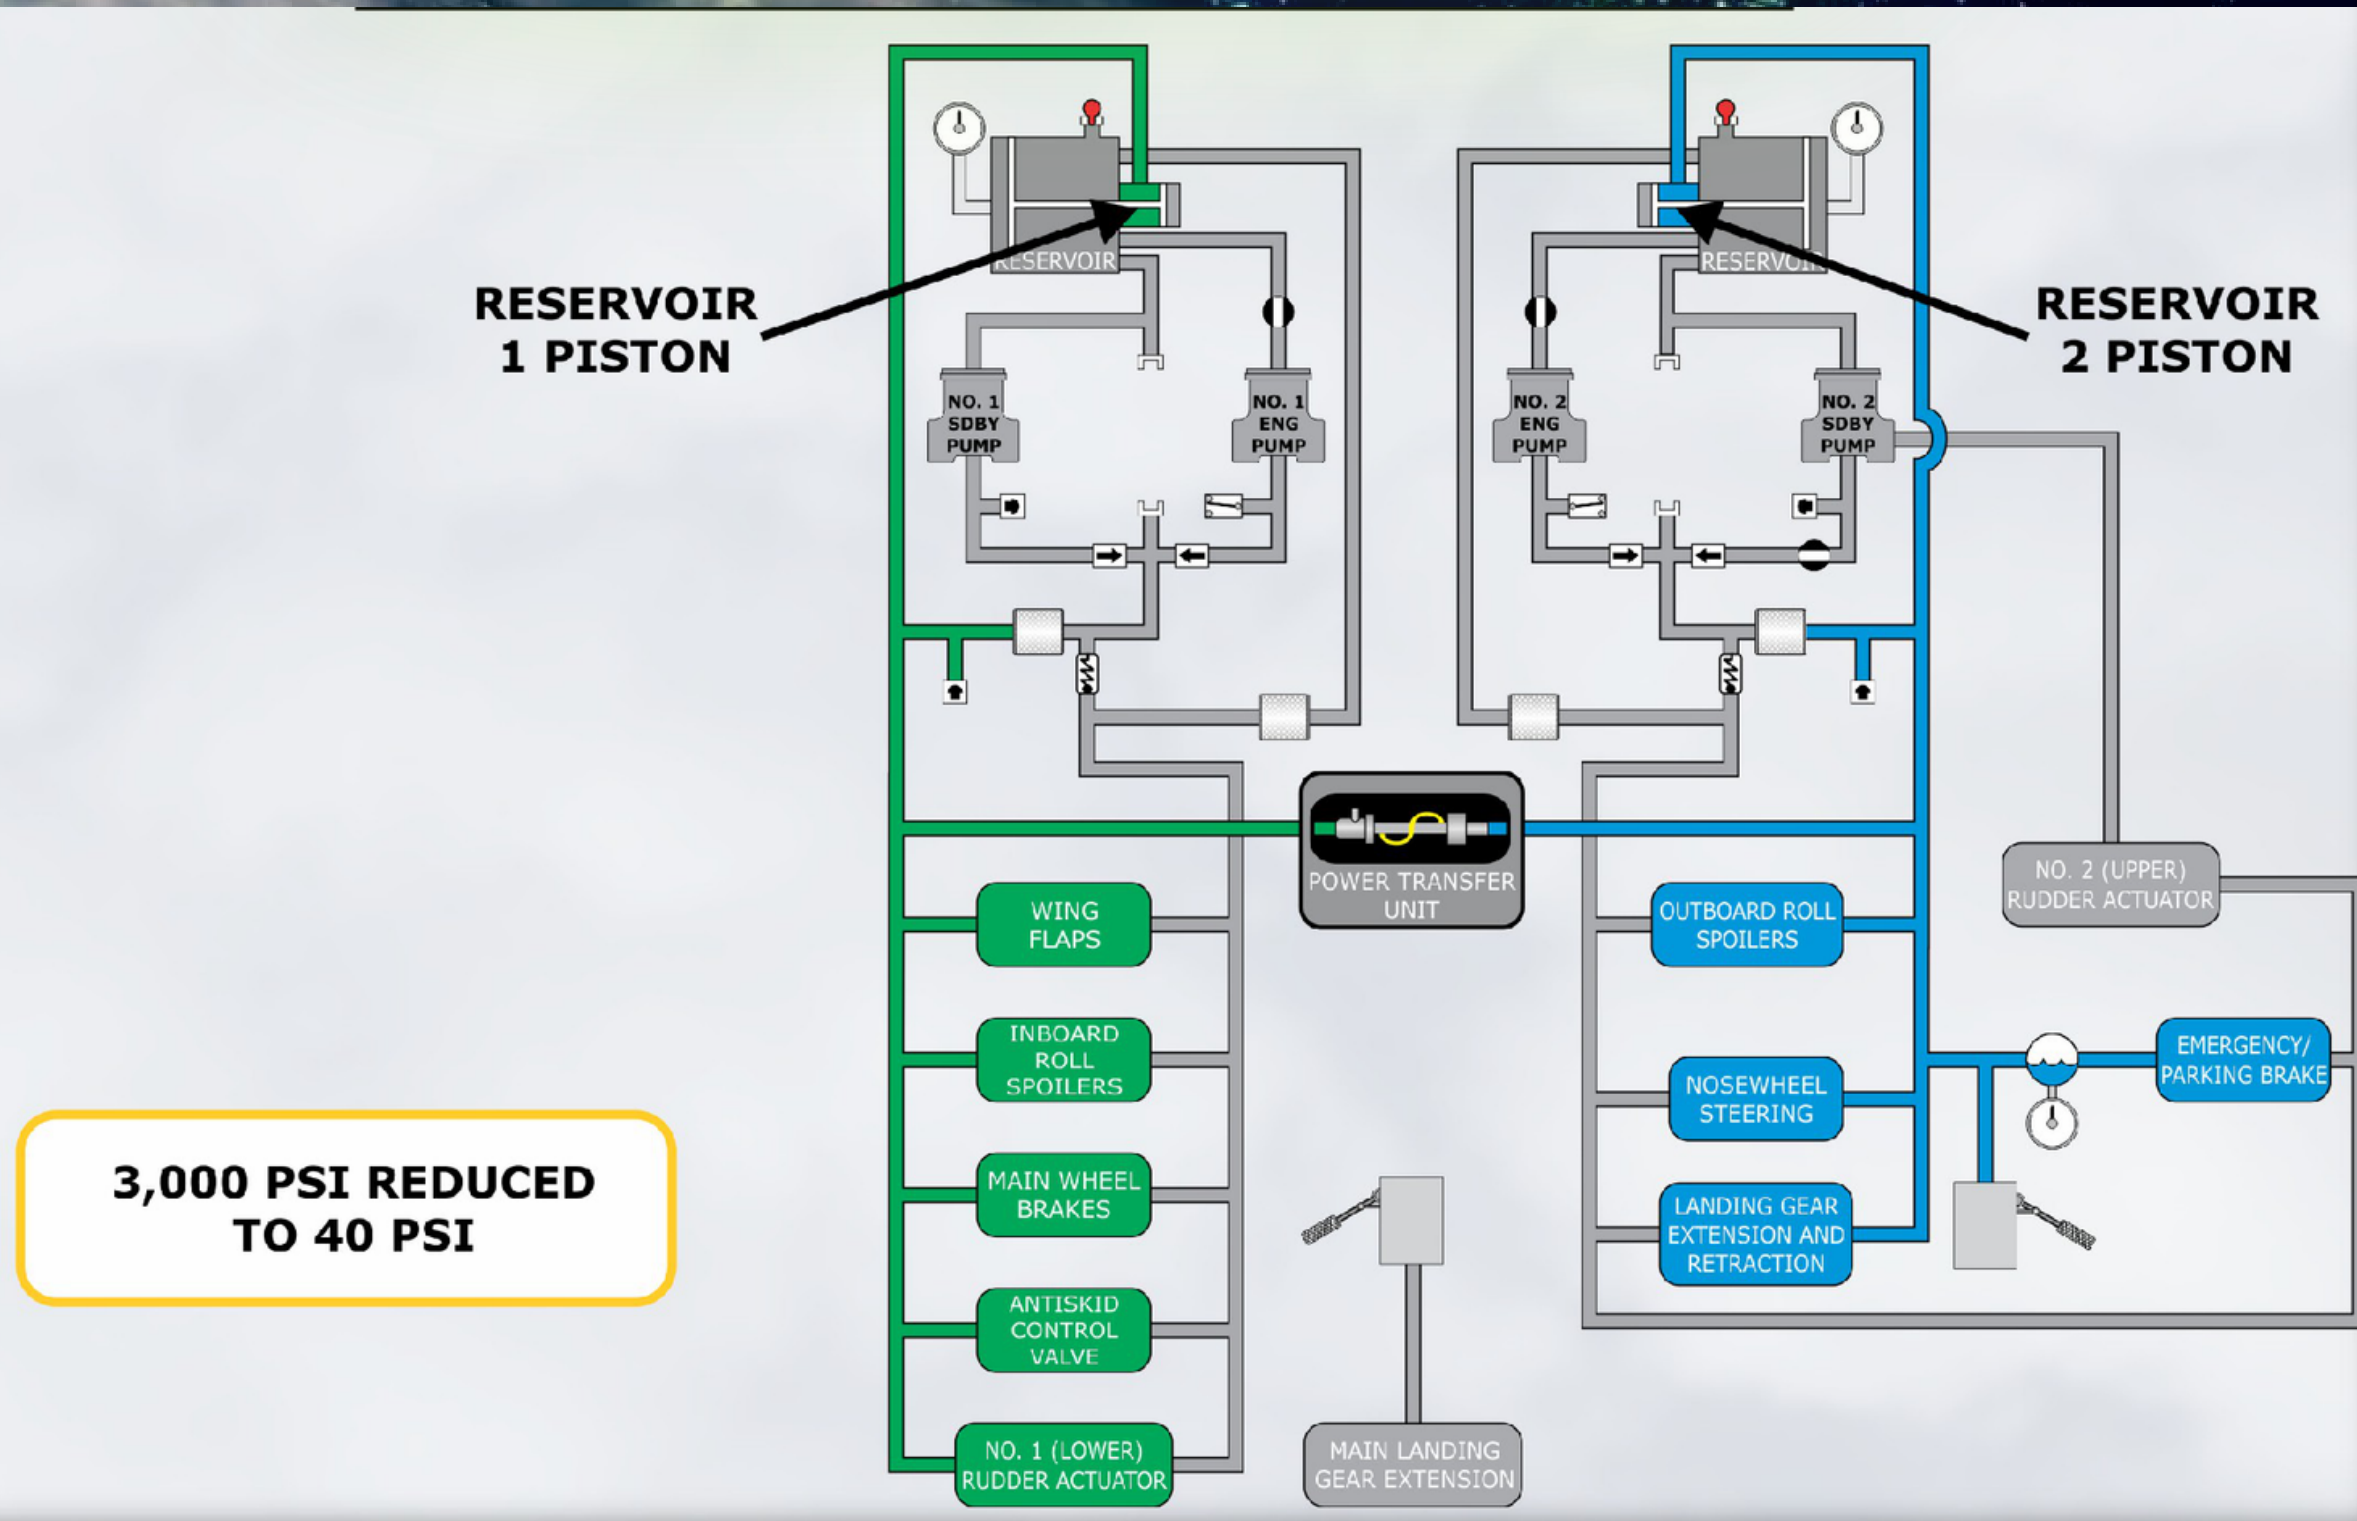 RESERVOIR
RESERVOIR
RESERVOIR
1 PISTON
RESERVOIR
2 PISTON
NO. 1
SDBY
PUMP
NO. 1
ENG
PUMP
NO. 2
ENG
PUMP
NO. 2
SDBY
PUMP
POWER TRANSFER
UNIT
NO. 2 (UPPER)
RUDDER ACTUATOR
WING
FLAPS
OUTBOARD ROLL
SPOILERS
INBOARD
ROLL
SPOILERS
NOSEWHEEL
STEERING
EMERGENCY/
PARKING BRAKE
3,000 PSI REDUCED
TO 40 PSI
MAIN WHEEL
BRAKES
LANDING GEAR
EXTENSION AND
RETRACTION
ANTISKID
CONTROL
VALVE
NO. 1 (LOWER)
RUDDER ACTUATOR
MAIN LANDING
GEAR EXTENSION